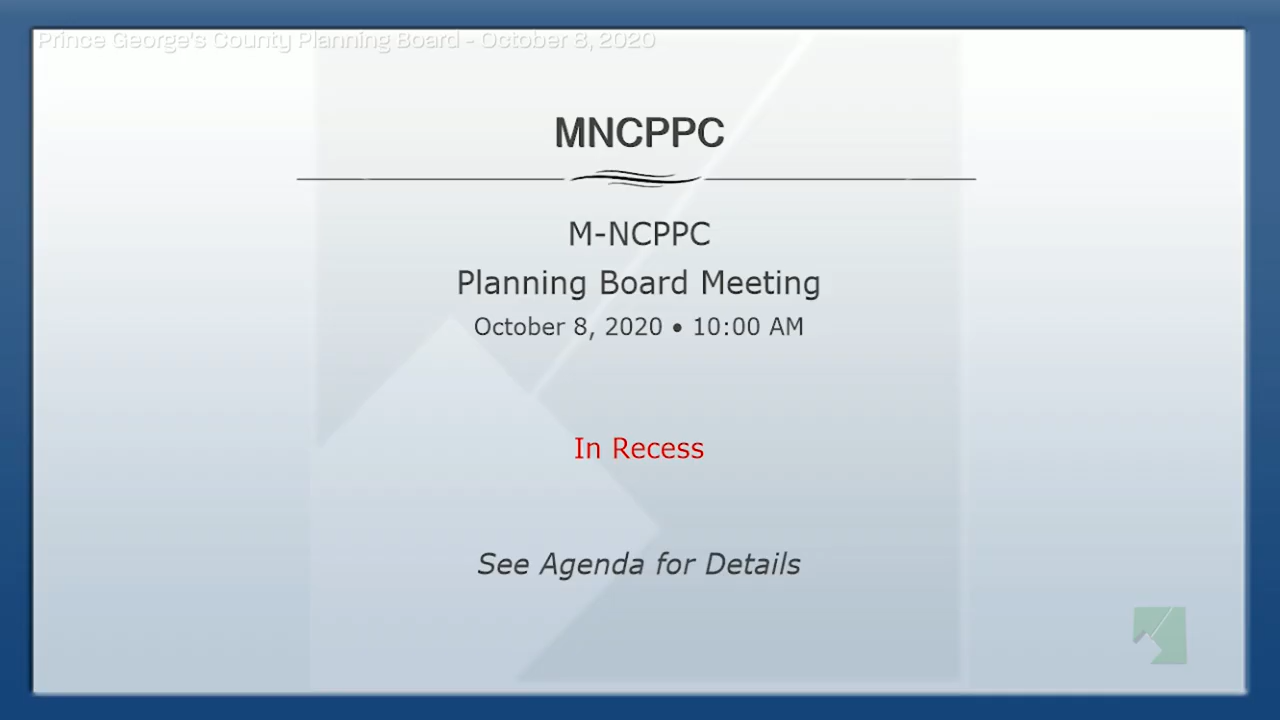 Prince George's County Planning Board - October 8, 2020
MNCPPC
M-NCPPC
Planning Board Meeting
October 8, 2020 • 10:00 AM
In Recess
See Agenda for Details